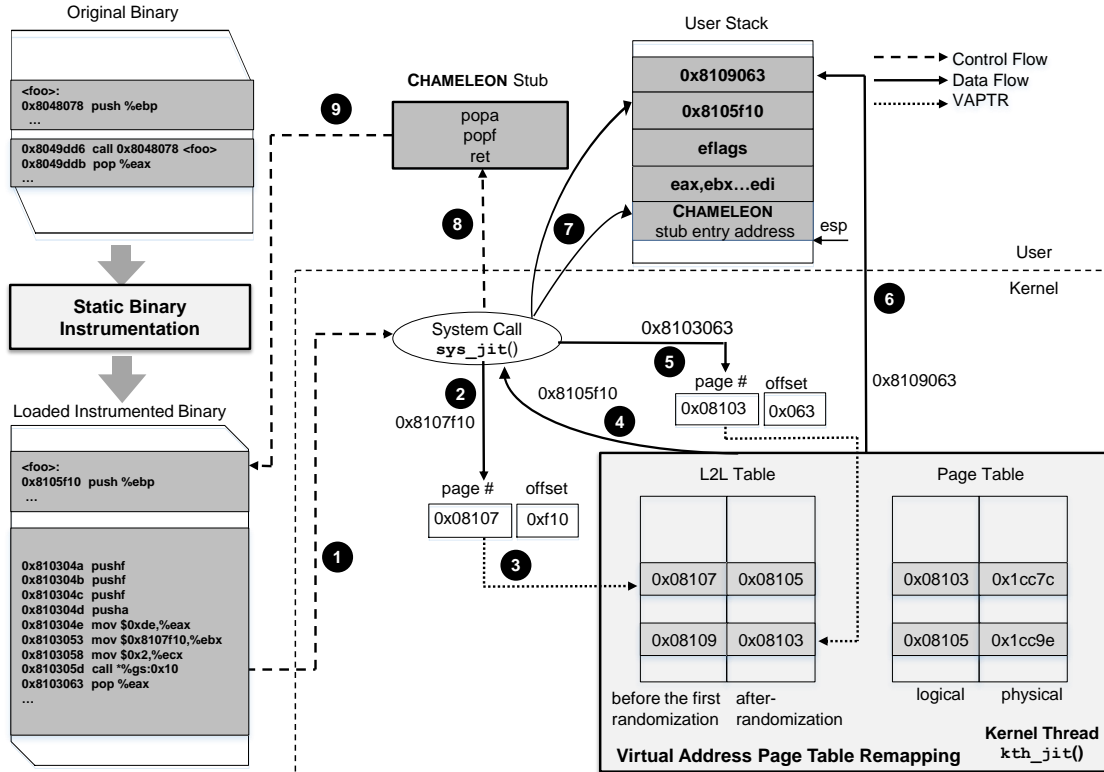 Original Binary
<foo>:
0x8048078 push %ebp
...
0x8049dd6 call 0x8048078 <foo>
0x8049ddb pop %eax
...
Static Binary
Instrumentation
Loaded Instrumented Binary
<foo>:
0x8105f10 push %ebp
...
0x810304a pushf
0x810304b pushf
0x810304c pushf
0x810304d pusha
0x810304e mov $0xde,%eax
0x8103053 mov $0x8107f10,%ebx
0x8103058 mov $0x2,%ecx
0x810305d call *%gs:0x10
0x8103063 pop %eax
...
CHAMELEON Stub
popa
popf
ret
9
8
7
User Stack
0x8109063
0x8105f10
eflags
eax,ebx...edi
CHAMELEON
stub entry address
esp
Control Flow
Data Flow
VAPTR
User
Kernel
6
0x8109063
System Call
sys_jit()
1
2
0x8107f10
page # offset
0x08107 0xf10
3
0x8105f10
4
0x8103063
5
page # offset
0x08103 0x063
L2L Table
0x08107 0x08105
0x08109 0x08103
before the first
randomization
after-
randomization
Page Table
0x08103 0x1cc7c
0x08105 0x1cc9e
logical physical
Virtual Address Page Table Remapping
Kernel Thread
kth_jit()